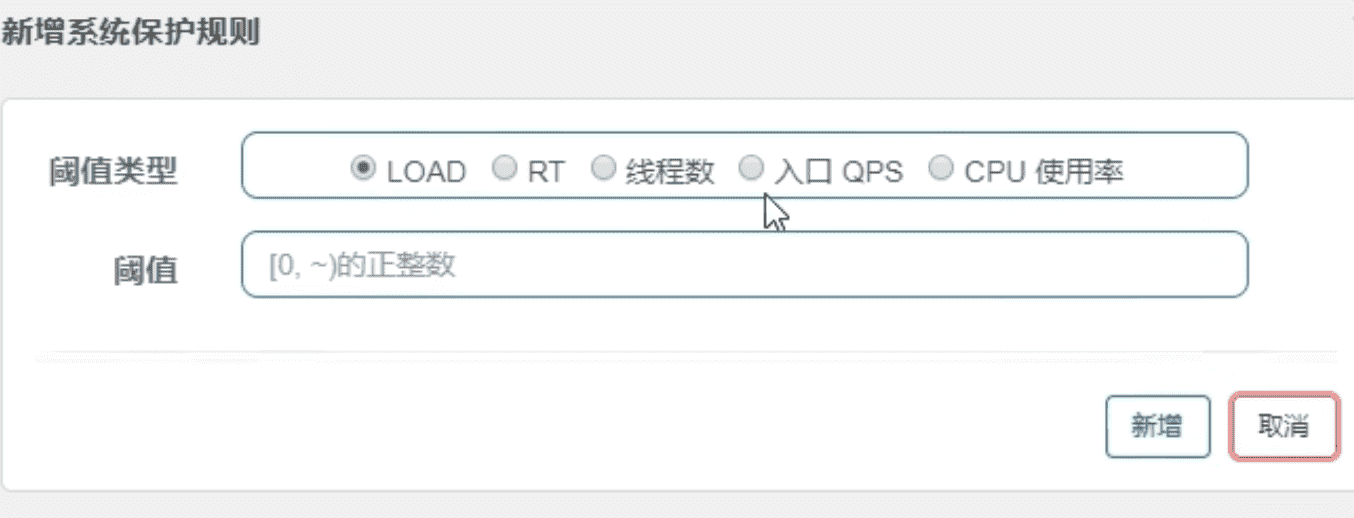 新增系统保护规则
阈值类型 LOAD RT 线程数 入口 QPS CPU 使用率
阈值 [0, ~)的正整数
新增 取消